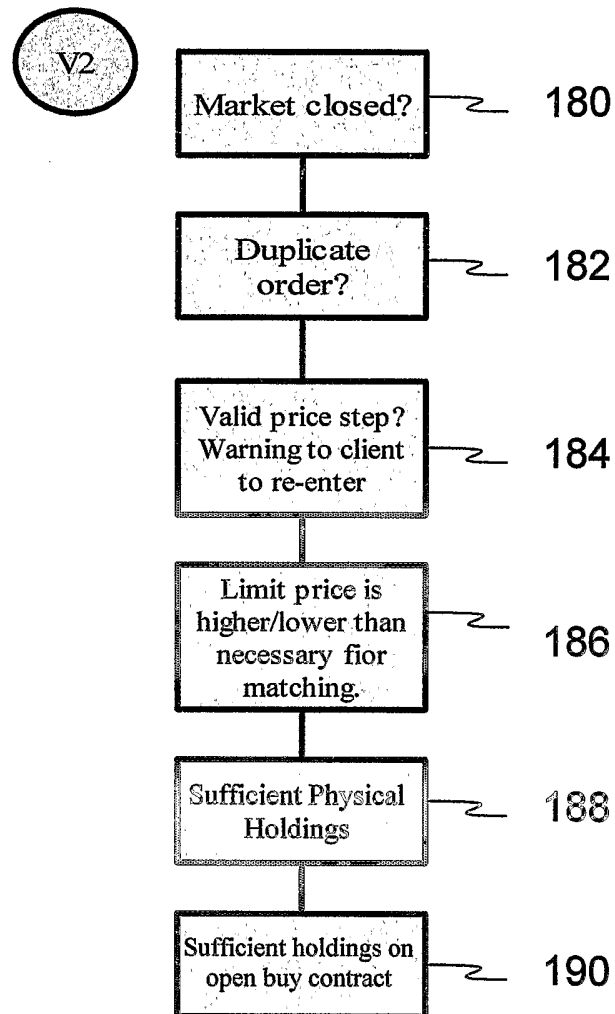 V2
Market closed?
180
Duplicate
order?
182
Valid price step?
Warning to client
to re-enter
184
Limit price is
higher/lower than
necessary fior
matching.
186
Sufficient Physical
Holdings
188
Sufficient holdings on
open buy contract
190